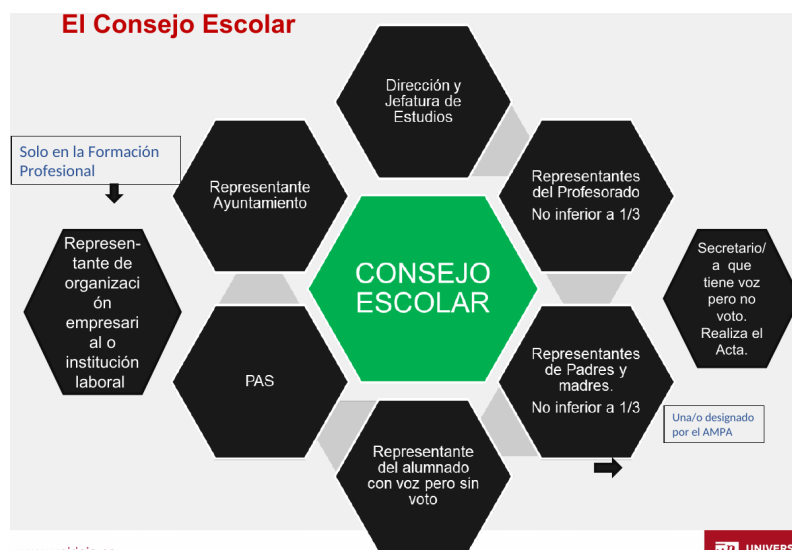 El Consejo Escolar
Dirección y
Jefatura de
Estudios
Solo en la Formación
Profesional
Representante
Ayuntamiento
Representantes
del Profesorado
No inferior a 1/3
Represen-
tante de
organizaci
ón
empresari
al o
institución
laboral
CONSEJO
ESCOLAR
Secretario/
a que
tiene voz
pero no
voto.
Realiza el
Acta.
PAS
Representantes
de Padres y
madres.
No inferior a 1/3
Una/o designado
por el AMPA
Representante
del alumnado
con voz pero sin
voto